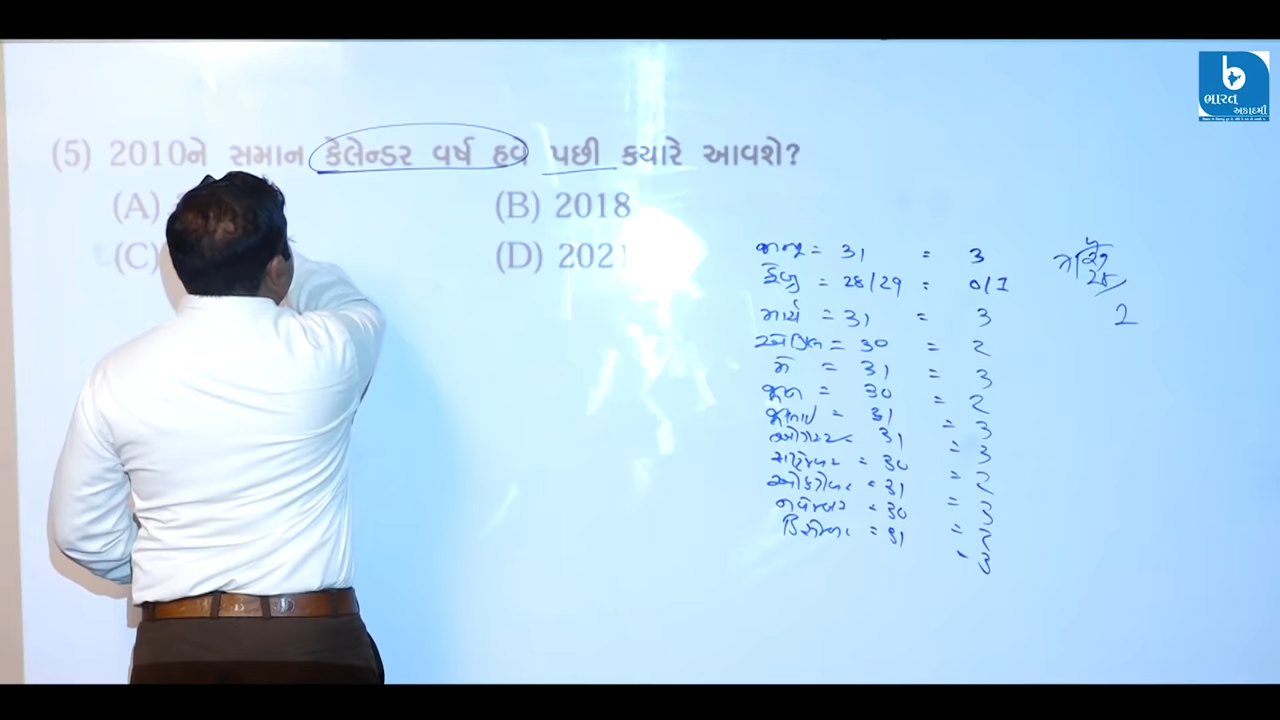 ભારત
અકાદમી
(5) 2010ને સમાન કેલેન્ડર વર્ષ હવે પછી ક્યારે આવશે?
(A) (B) 2018
(C) (D) 2021
જાન્યુ = 31 = 3
ફેબ્રુ = 28/29 = 0/1
માર્ચ = 31 = 3
એપ્રિલ = 30 = 2
મે = 31 = 3
જુન = 30 = 2
જુલાઇ = 31 = 3
ઓગસ્ટ = 31 = 3
સપ્ટેમ્બર = 30 = 2
ઓક્ટોબર = 31 = 3
નવેમ્બર = 30 = 2
ડિસેમ્બર = 31 = 3
2